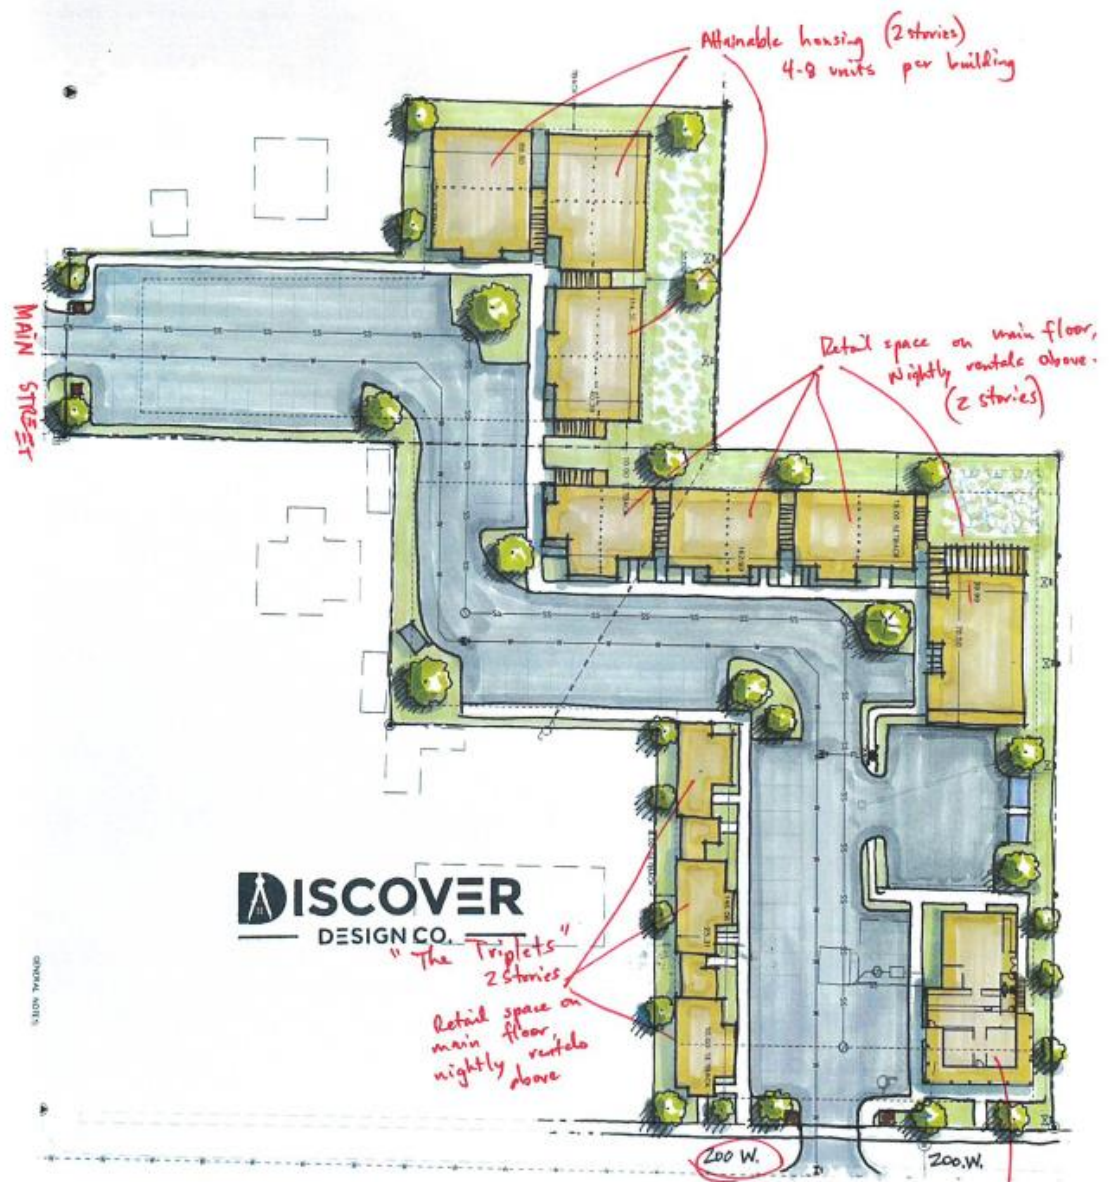 Attainable housing (2 stories)
4-8 units per building
MAIN STREET
Retail space on main floor,
Nightly rentals above.
(2 stories)
DISCOVER
DESIGN CO.
"The Triplets"
2 Stories
Retail space on
main floor,
nightly rentals
above
GENERAL NOTES
200 W.
200.W.